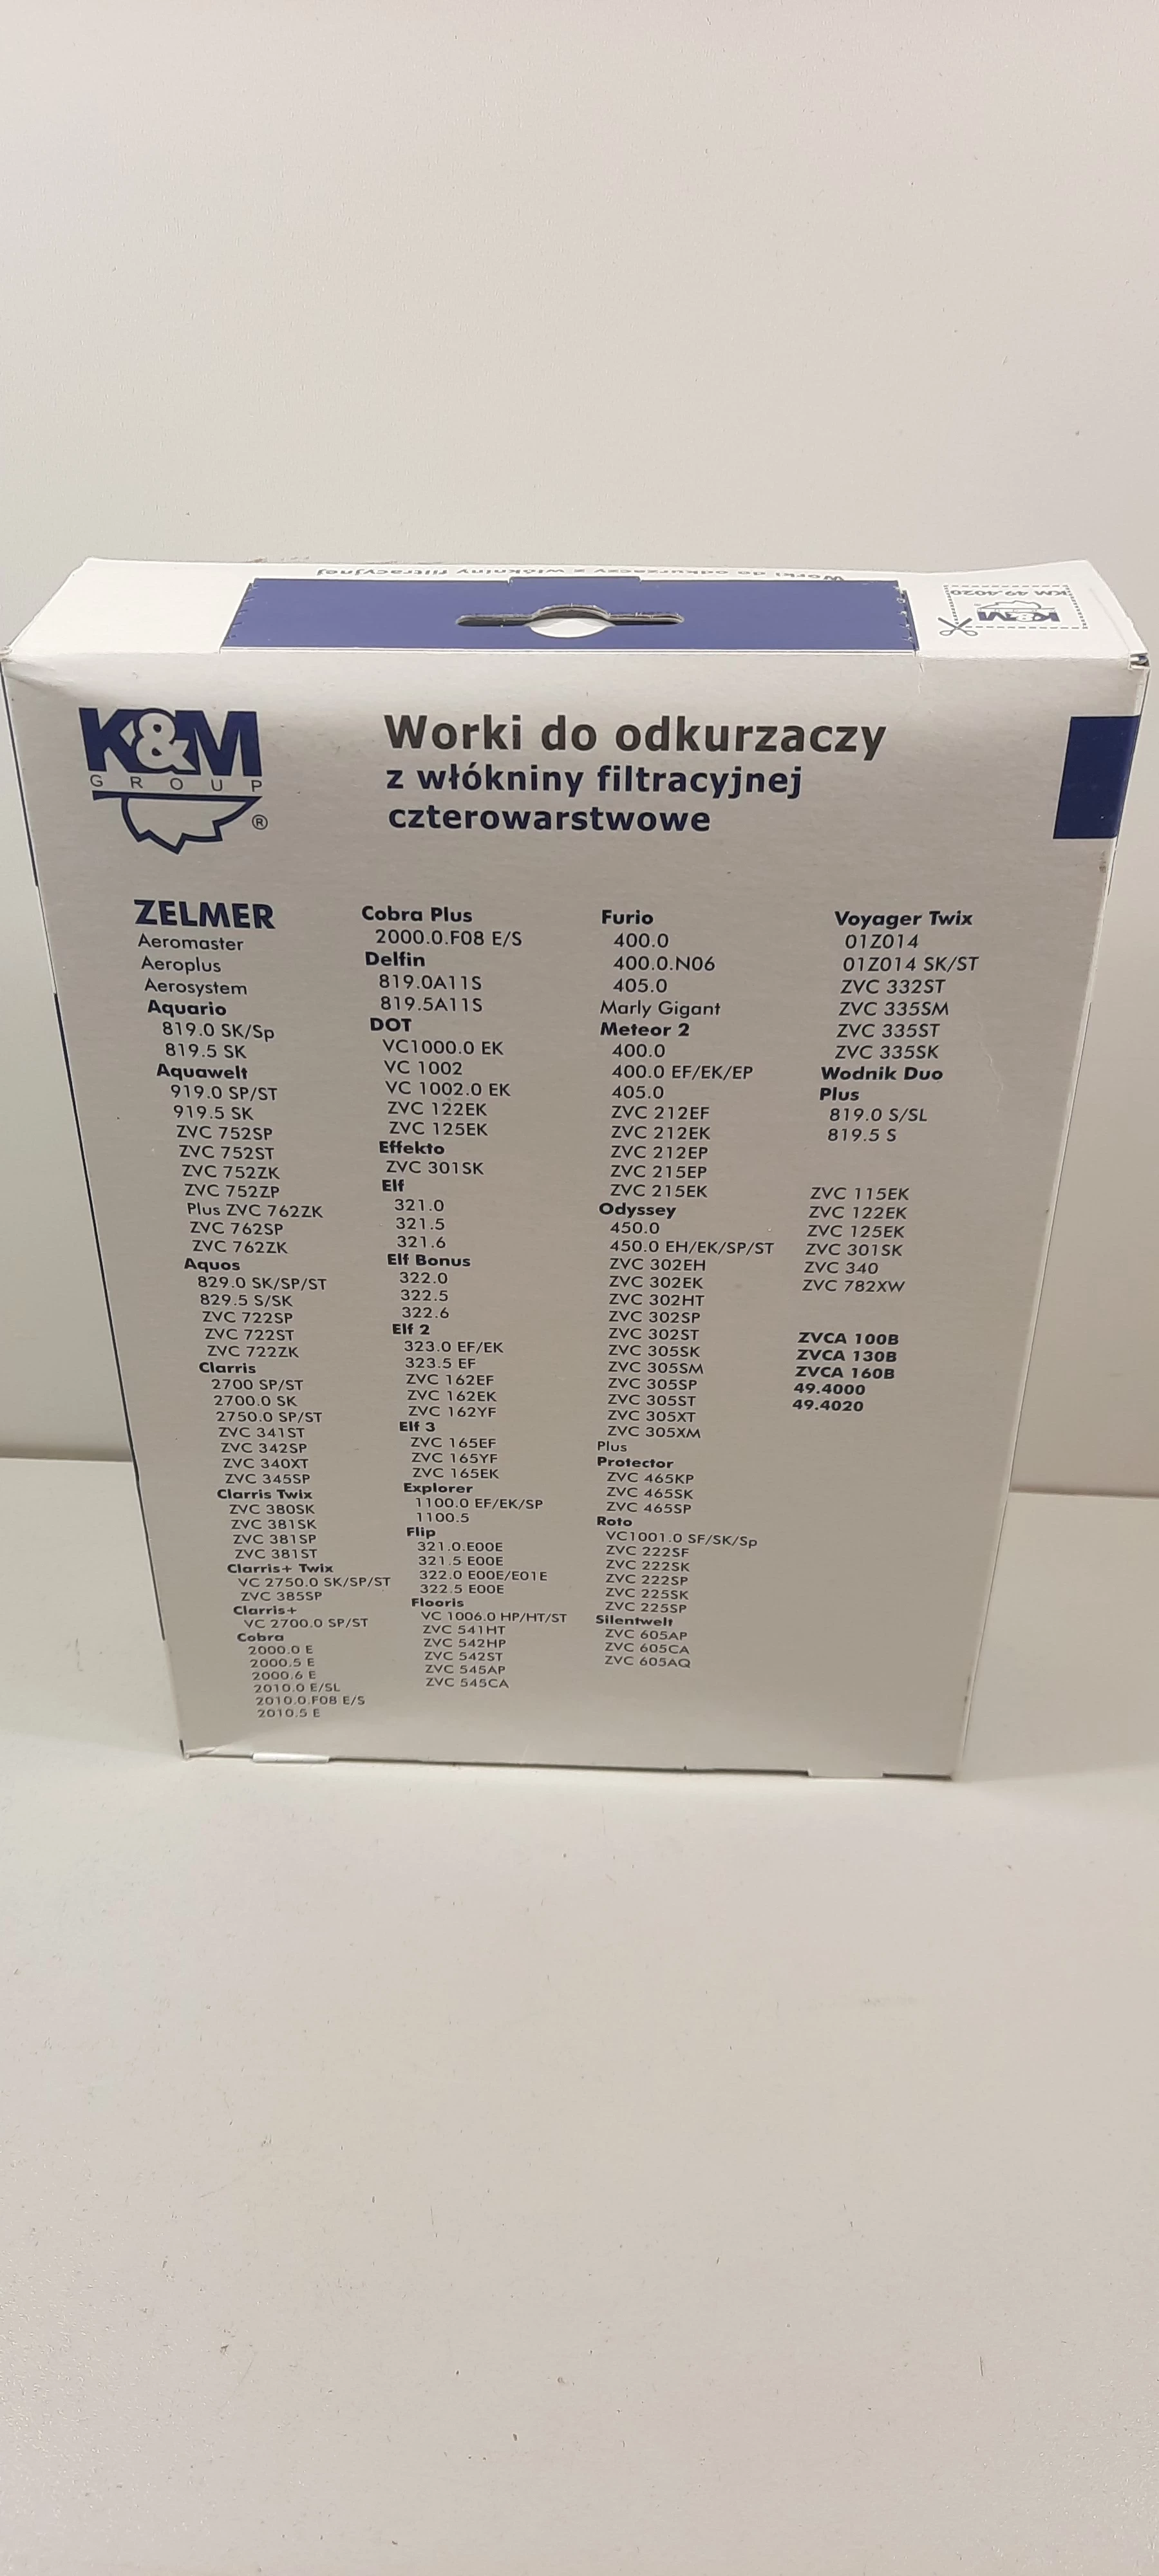 Worki do odkurzaczy z włókniny filtracyjnej
K&M
KM 49.4020
K&M
GROUP
®
Worki do odkurzaczy
z włókniny filtracyjnej
czterowarstwowe
ZELMER
Aeromaster
Aeroplus
Aerosystem
Aquario
819.0 SK/Sp
819.5 SK
Aquawelt
919.0 SP/ST
919.5 SK
ZVC 752SP
ZVC 752ST
ZVC 752ZK
ZVC 752ZP
Plus ZVC 762ZK
ZVC 762SP
ZVC 762ZK
Aquos
829.0 SK/SP/ST
829.5 S/SK
ZVC 722SP
ZVC 722ST
ZVC 722ZK
Clarris
2700 SP/ST
2700.0 SK
2750.0 SP/ST
ZVC 341ST
ZVC 342SP
ZVC 340XT
ZVC 345SP
Clarris Twix
ZVC 380SK
ZVC 381SK
ZVC 381SP
ZVC 381ST
Clarris+ Twix
VC 2750.0 SK/SP/ST
ZVC 385SP
Clarris+
VC 2700.0 SP/ST
Cobra
2000.0 E
2000.5 E
2000.6 E
2010.0 E/SL
2010.0.F08 E/S
2010.5 E
Cobra Plus
2000.0.F08 E/S
Delfin
819.0A11S
819.5A11S
DOT
VC1000.0 EK
VC 1002
VC 1002.0 EK
ZVC 122EK
ZVC 125EK
Effekto
ZVC 301SK
Elf
321.0
321.5
321.6
Elf Bonus
322.0
322.5
322.6
Elf 2
323.0 EF/EK
323.5 EF
ZVC 162EF
ZVC 162EK
ZVC 162YF
Elf 3
ZVC 165EF
ZVC 165YF
ZVC 165EK
Explorer
1100.0 EF/EK/SP
1100.5
Flip
321.0.E00E
321.5 E00E
322.0 E00E/E01E
322.5 E00E
Flooris
VC 1006.0 HP/HT/ST
ZVC 541HT
ZVC 542HP
ZVC 542ST
ZVC 545AP
ZVC 545CA
Furio
400.0
400.0.N06
405.0
Marly Gigant
Meteor 2
400.0
400.0 EF/EK/EP
405.0
ZVC 212EF
ZVC 212EK
ZVC 212EP
ZVC 215EP
ZVC 215EK
Odyssey
450.0
450.0 EH/EK/SP/ST
ZVC 302EH
ZVC 302EK
ZVC 302HT
ZVC 302SP
ZVC 302ST
ZVC 305SK
ZVC 305SM
ZVC 305SP
ZVC 305ST
ZVC 305XT
ZVC 305XM
Plus
Protector
ZVC 465KP
ZVC 465SK
ZVC 465SP
Roto
VC1001.0 SF/SK/Sp
ZVC 222SF
ZVC 222SK
ZVC 222SP
ZVC 225SK
ZVC 225SP
Silentwelt
ZVC 605AP
ZVC 605CA
ZVC 605AQ
Voyager Twix
01Z014
01Z014 SK/ST
ZVC 332ST
ZVC 335SM
ZVC 335ST
ZVC 335SK
Wodnik Duo
Plus
819.0 S/SL
819.5 S
ZVC 115EK
ZVC 122EK
ZVC 125EK
ZVC 301SK
ZVC 340
ZVC 782XW
ZVCA 100B
ZVCA 130B
ZVCA 160B
49.4000
49.4020